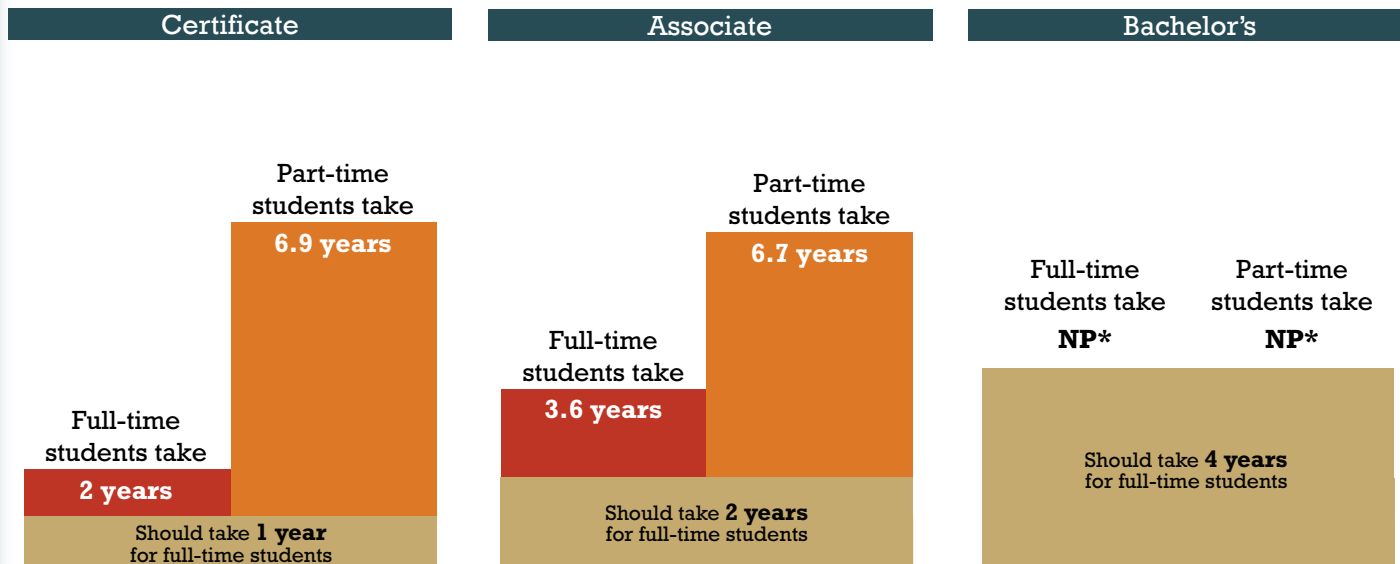 Certificate
Part-time
students take
6.9 years
Full-time
students take
2 years
Should take 1 year
for full-time students
Associate
Part-time
students take
6.7 years
Full-time
students take
3.6 years
Should take 2 years
for full-time students
Bachelor's
Full-time
students take
NP*
Part-time
students take
NP*
Should take 4 years
for full-time students